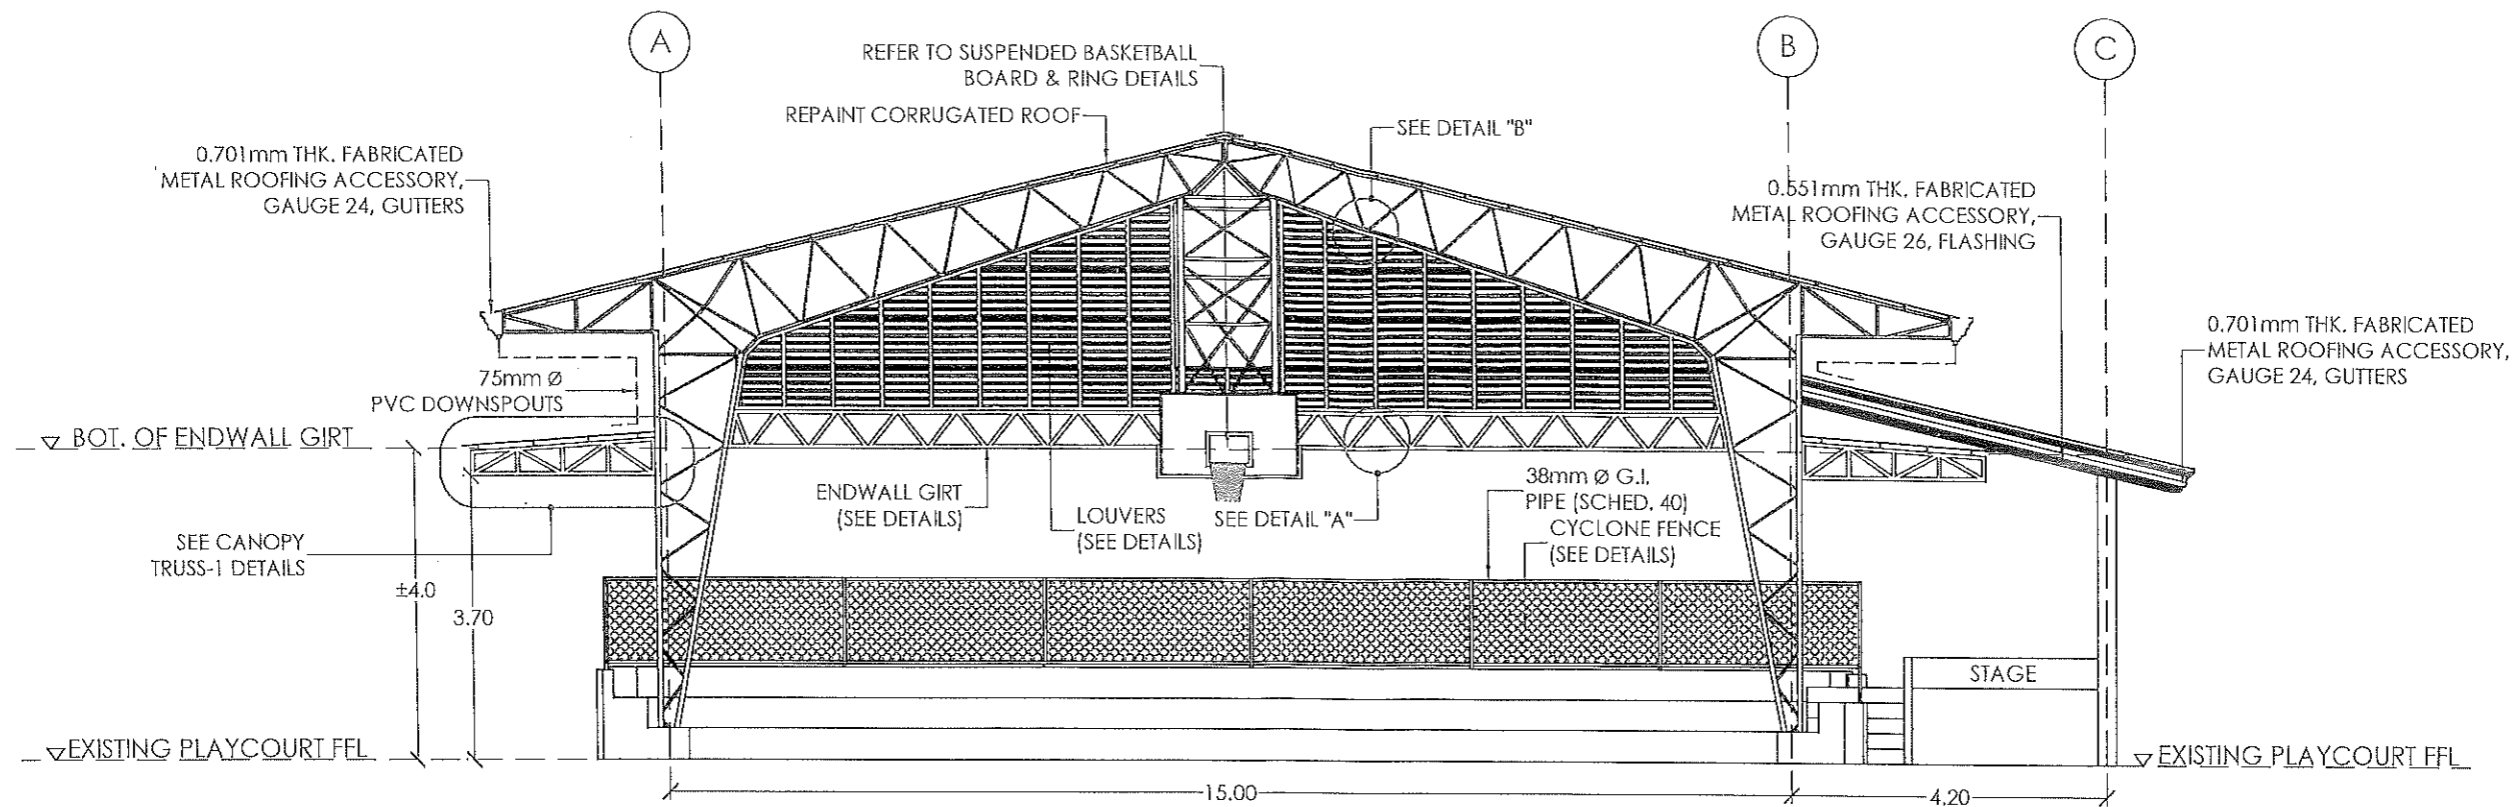 A
B
C
REFER TO SUSPENDED BASKETBALL
BOARD & RING DETAILS
REPAINT CORRUGATED ROOF
SEE DETAIL "B"
0.701mm THK. FABRICATED
METAL ROOFING ACCESSORY,
GAUGE 24, GUTTERS
0.551mm THK. FABRICATED
METAL ROOFING ACCESSORY,
GAUGE 26, FLASHING
0.701mm THK. FABRICATED
METAL ROOFING ACCESSORY,
GAUGE 24, GUTTERS
75mm Ø
PVC DOWNSPOUTS
BOT. OF ENDWALL GIRT
ENDWALL GIRT
(SEE DETAILS)
LOUVERS
(SEE DETAILS)
SEE DETAIL "A"
38mm Ø G.I.
PIPE (SCHED. 40)
CYCLONE FENCE
(SEE DETAILS)
SEE CANOPY
TRUSS-1 DETAILS
±4.0
3.70
STAGE
EXISTING PLAYCOURT FFL
EXISTING PLAYCOURT FFL
15.00
4.20